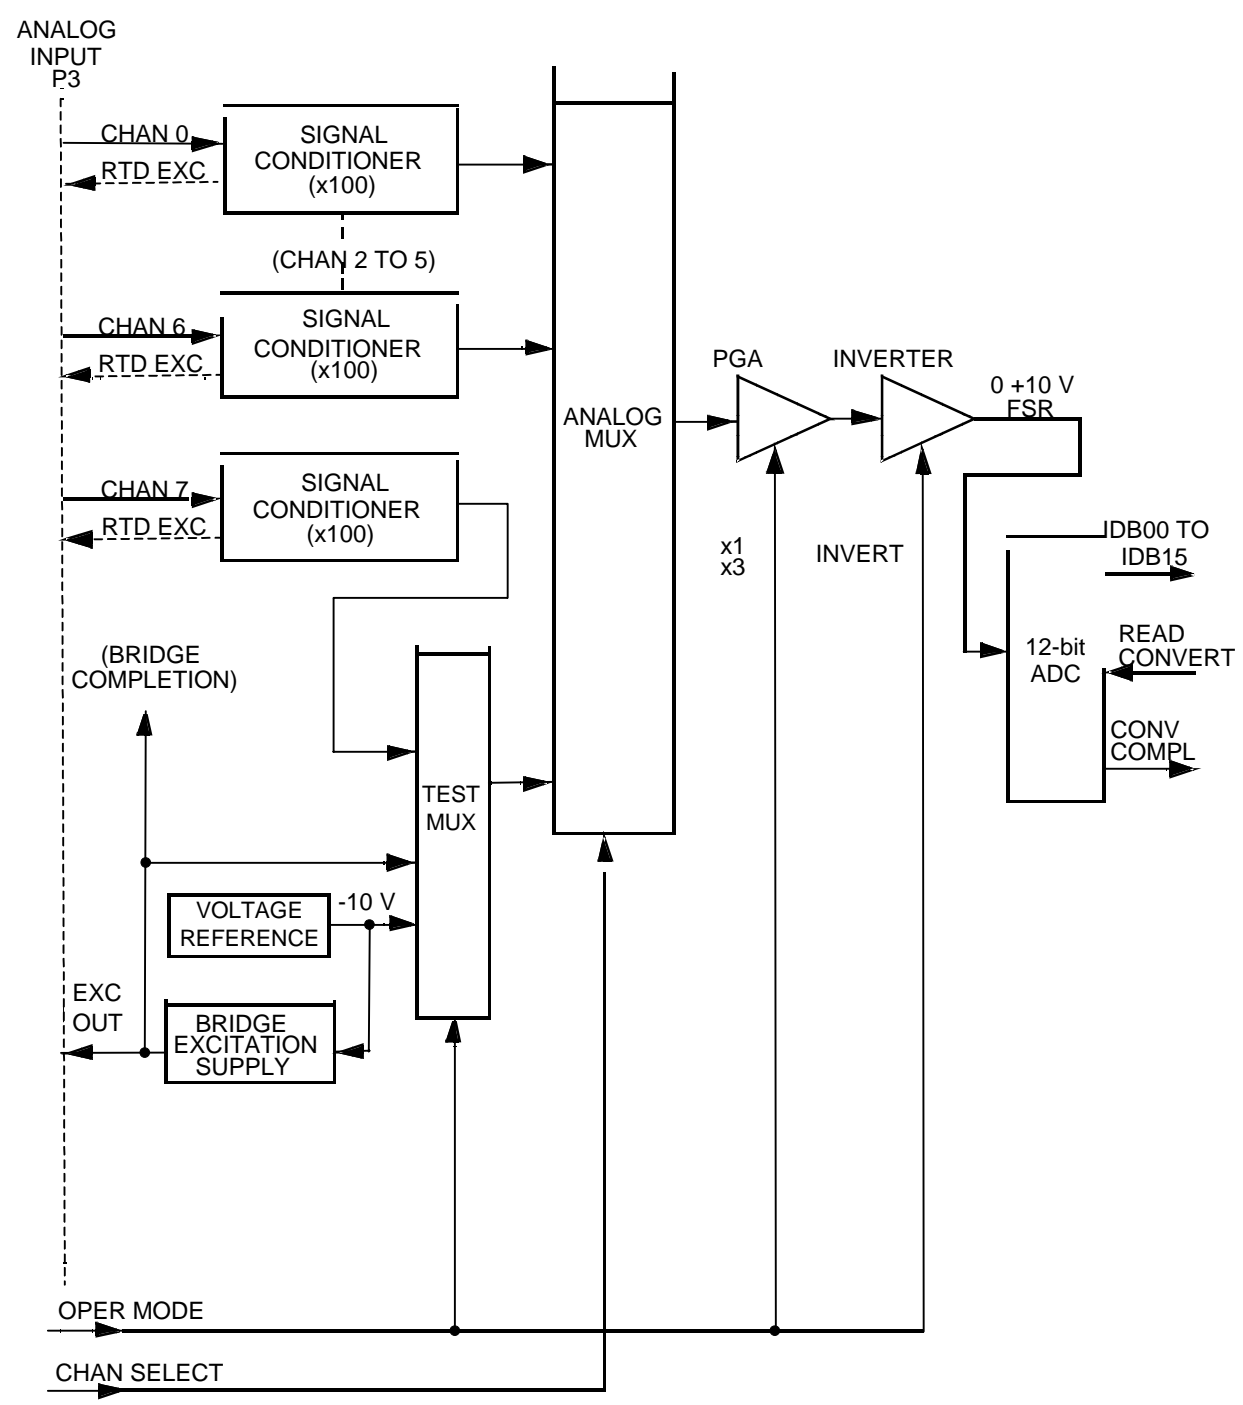 ANALOG
INPUT
P3
CHAN 0
RTD EXC
SIGNAL
CONDITIONER
(x100)
(CHAN 2 TO 5)
CHAN 6
RTD EXC
SIGNAL
CONDITIONER
(x100)
CHAN 7
RTD EXC
SIGNAL
CONDITIONER
(x100)
ANALOG
MUX
PGA
INVERTER
0 +10 V
FSR
x1
x3
INVERT
IDB00 TO
IDB15
12-bit
ADC
READ
CONVERT
CONV
COMPL
(BRIDGE
COMPLETION)
TEST
MUX
VOLTAGE
REFERENCE
-10 V
EXC
OUT
BRIDGE
EXCITATION
SUPPLY
OPER MODE
CHAN SELECT